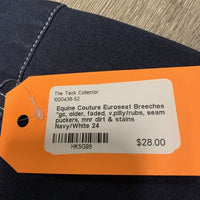 The Tack Collector
1000436-52
Equine Couture Euroseat Breeches
*gc, older, faded, v.pilly/rubs, seam
puckers, mnr dirt & stains
Navy/White 24
HK5G95
$28.00